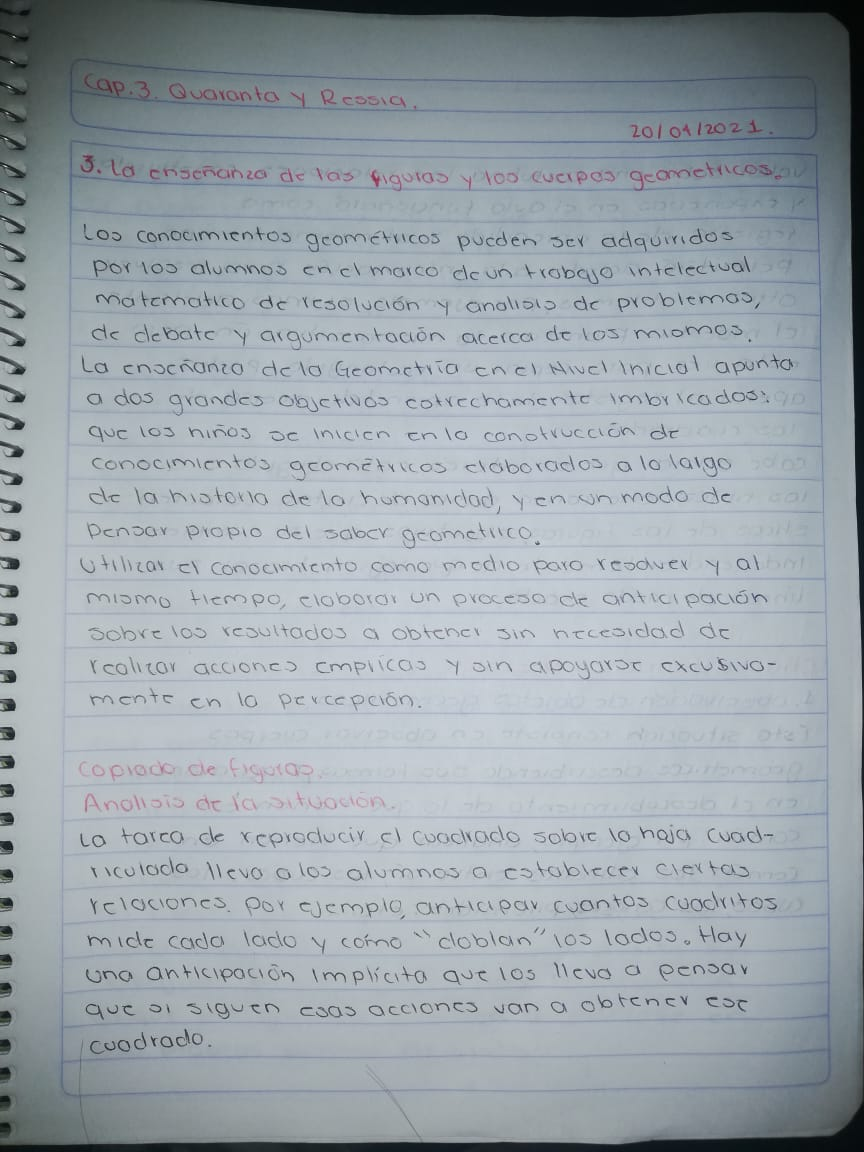 Cap. 3. Quaranta y Ressia.
20/01/2021.
3. La enseñanza de las figuras y los cuerpos geometricos.
Los conocimientos geométricos pueden ser adquiridos
por los alumnos en el marco de un trabajo intelectual
matematico de resolución y analisis de problemas,
de debate y argumentación acerca de los mismos.
La enseñanza de la Geometría en el Nivel Inicial apunta
a dos grandes objetivos estrechamente imbricados:
que los niños se inicien en la construcción de
conocimientos geométricos elaborados a lo largo
de la historia de la humanidad, y en un modo de
pensar propio del saber geometrico.
Utilizar el conocimiento como medio para resolver y al
mismo tiempo, elaborar un proceso de anticipación
sobre los resultados a obtener sin necesidad de
realizar acciones empíicas y sin apoyarse excusiva-
mente en la percepción.
Copiado de figuras.
Analisis de la situación.
La tarea de reproducir el cuadrado sobre la hoja cuad-
riculada lleva a los alumnos a establecer ciertas
relaciones. por ejemplo, anticipar cuantos cuadritos
mide cada lado y cómo "doblan" los lados. Hay
una anticipación implícita que los lleva a pensar
que si siguen esas acciones van a obtener ese
cuadrado.